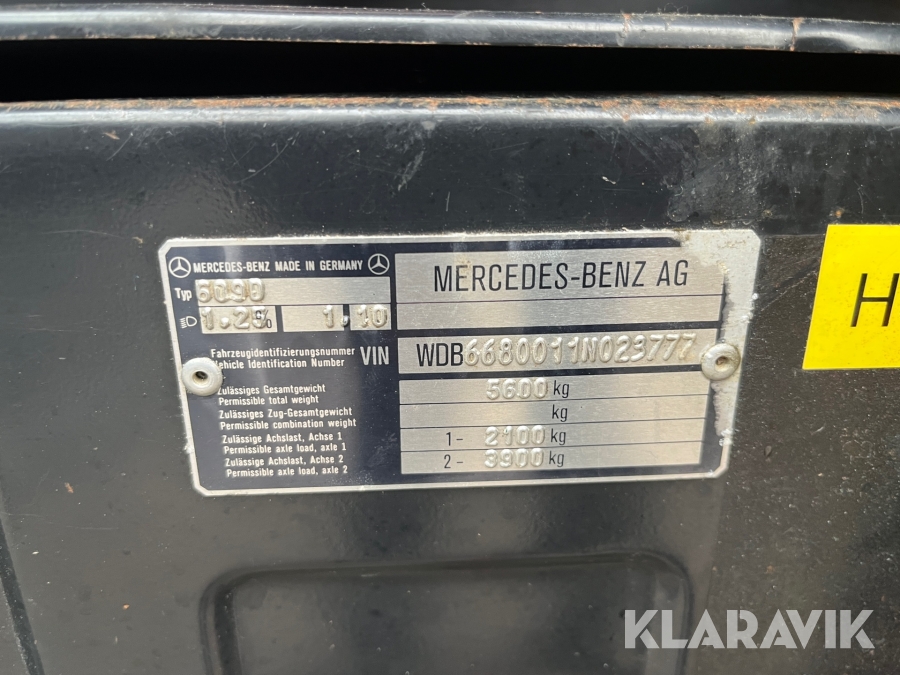 MERCEDES-BENZ MADE IN GERMANY
MERCEDES-BENZ AG
Typ 609D
1.2% 1.10
Fahrzeugidentifizierungsnummer
Vehicle Identification Number
VIN WDB6680011N023777
Zulässiges Gesamtgewicht
Permissible total weight
5600 kg
Zulässiges Zug-Gesamtgewicht
Permissible combination weight
kg
Zulässige Achslast, Achse 1
Permissible axle load, axle 1
1- 2100 kg
Zulässige Achslast, Achse 2
Permissible axle load, axle 2
2- 3900 kg
H
KLARAVIK